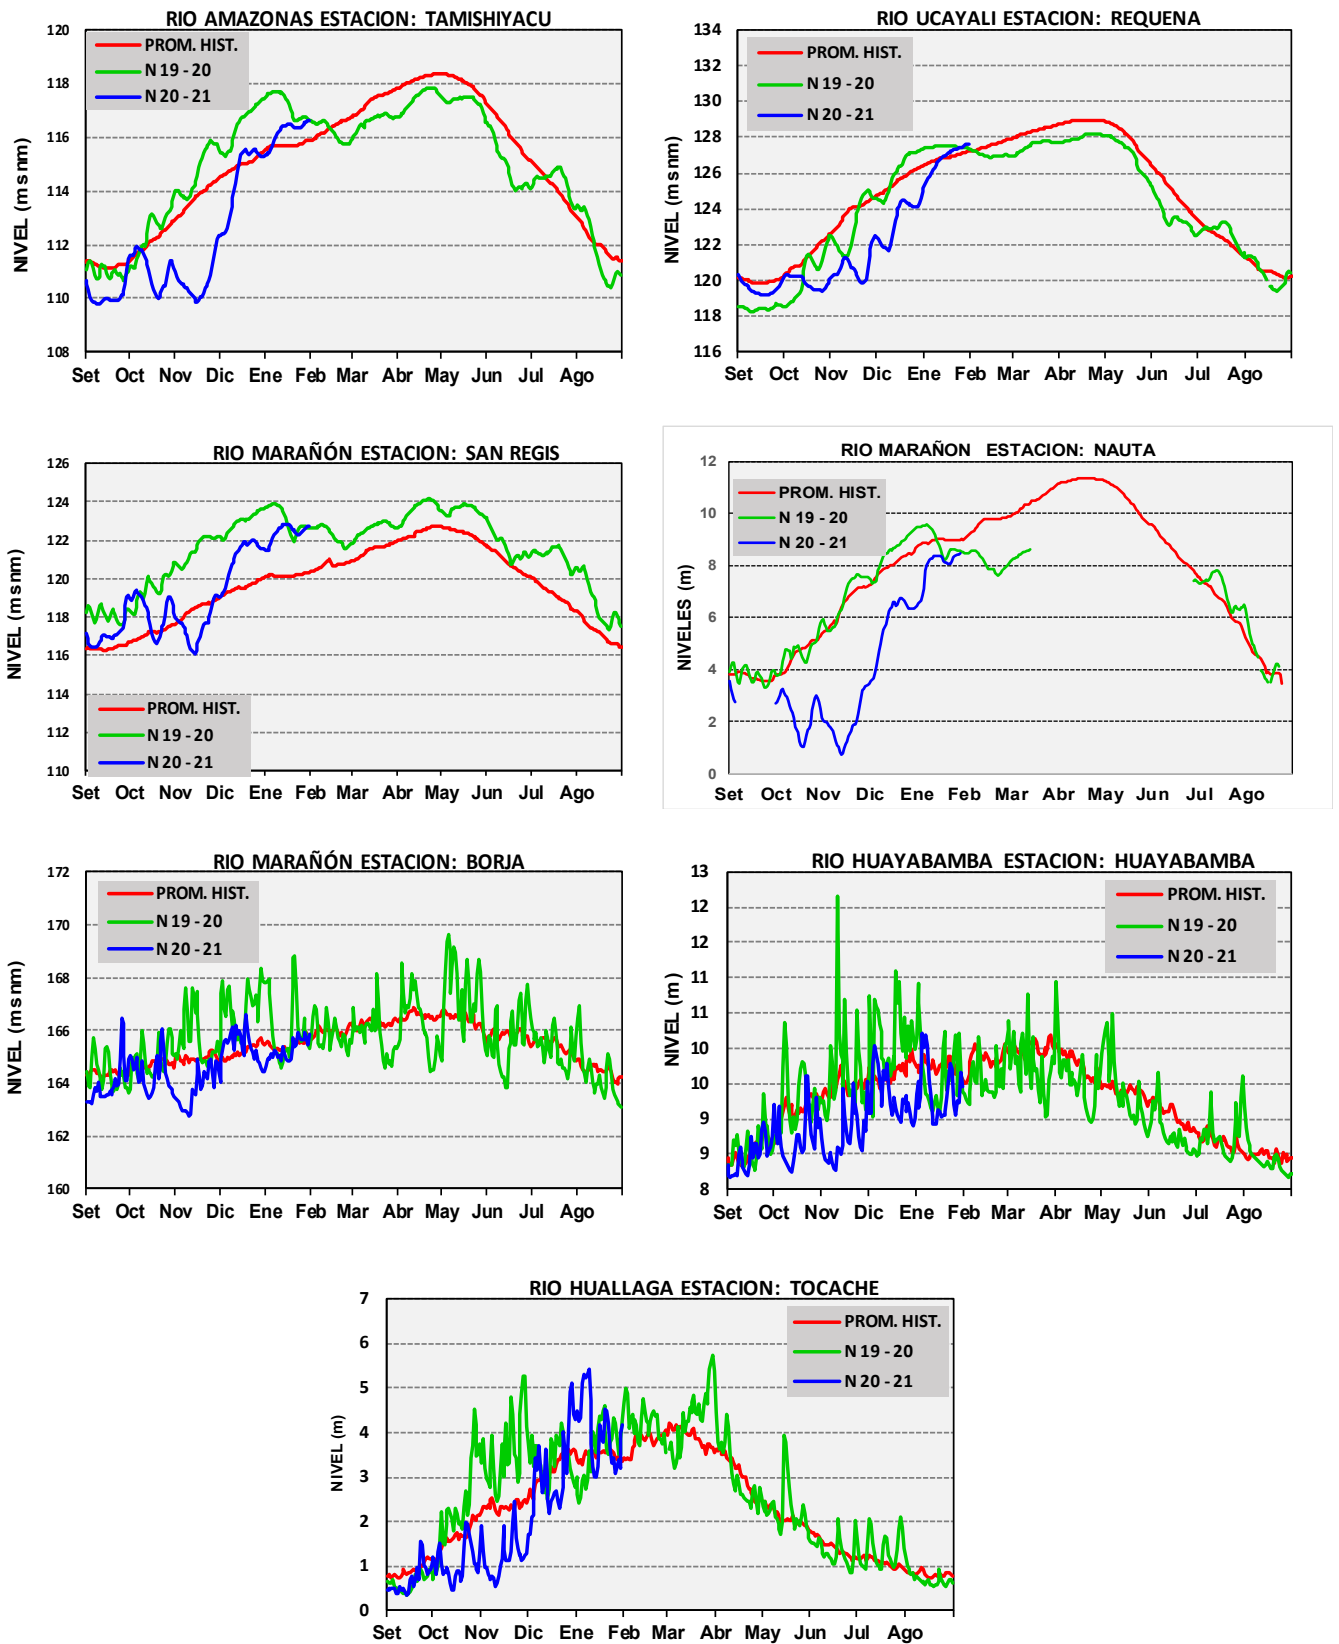 RIO AMAZONAS ESTACION: TAMISHIYACU
NIVEL (msnm)
120
118
116
114
112
110
108
PROM. HIST.
N 19 - 20
N 20 - 21
Set Oct Nov Dic Ene Feb Mar Abr May Jun Jul Ago
RIO UCAYALI ESTACION: REQUENA
NIVEL (msnm)
134
132
130
128
126
124
122
120
118
116
PROM. HIST.
N 19 - 20
N 20 - 21
Set Oct Nov Dic Ene Feb Mar Abr May Jun Jul Ago
RIO MARAÑÓN ESTACION: SAN REGIS
NIVEL (msnm)
126
124
122
120
118
116
114
112
110
PROM. HIST.
N 19 - 20
N 20 - 21
Set Oct Nov Dic Ene Feb Mar Abr May Jun Jul Ago
RIO MARAÑON ESTACION: NAUTA
NIVELES (m)
12
10
8
6
4
2
0
PROM. HIST.
N 19 - 20
N 20 - 21
Set Oct Nov Dic Ene Feb Mar Abr May Jun Jul Ago
RIO MARAÑÓN ESTACION: BORJA
NIVEL (msnm)
172
170
168
166
164
162
160
PROM. HIST.
N 19 - 20
N 20 - 21
Set Oct Nov Dic Ene Feb Mar Abr May Jun Jul Ago
RIO HUAYABAMBA ESTACION: HUAYABAMBA
NIVEL (m)
13
12
12
11
11
10
10
9
9
8
PROM. HIST.
N 19 - 20
N 20 - 21
Set Oct Nov Dic Ene Feb Mar Abr May Jun Jul Ago
RIO HUALLAGA ESTACION: TOCACHE
NIVEL (m)
7
6
5
4
3
2
1
0
PROM. HIST.
N 19 - 20
N 20 - 21
Set Oct Nov Dic Ene Feb Mar Abr May Jun Jul Ago